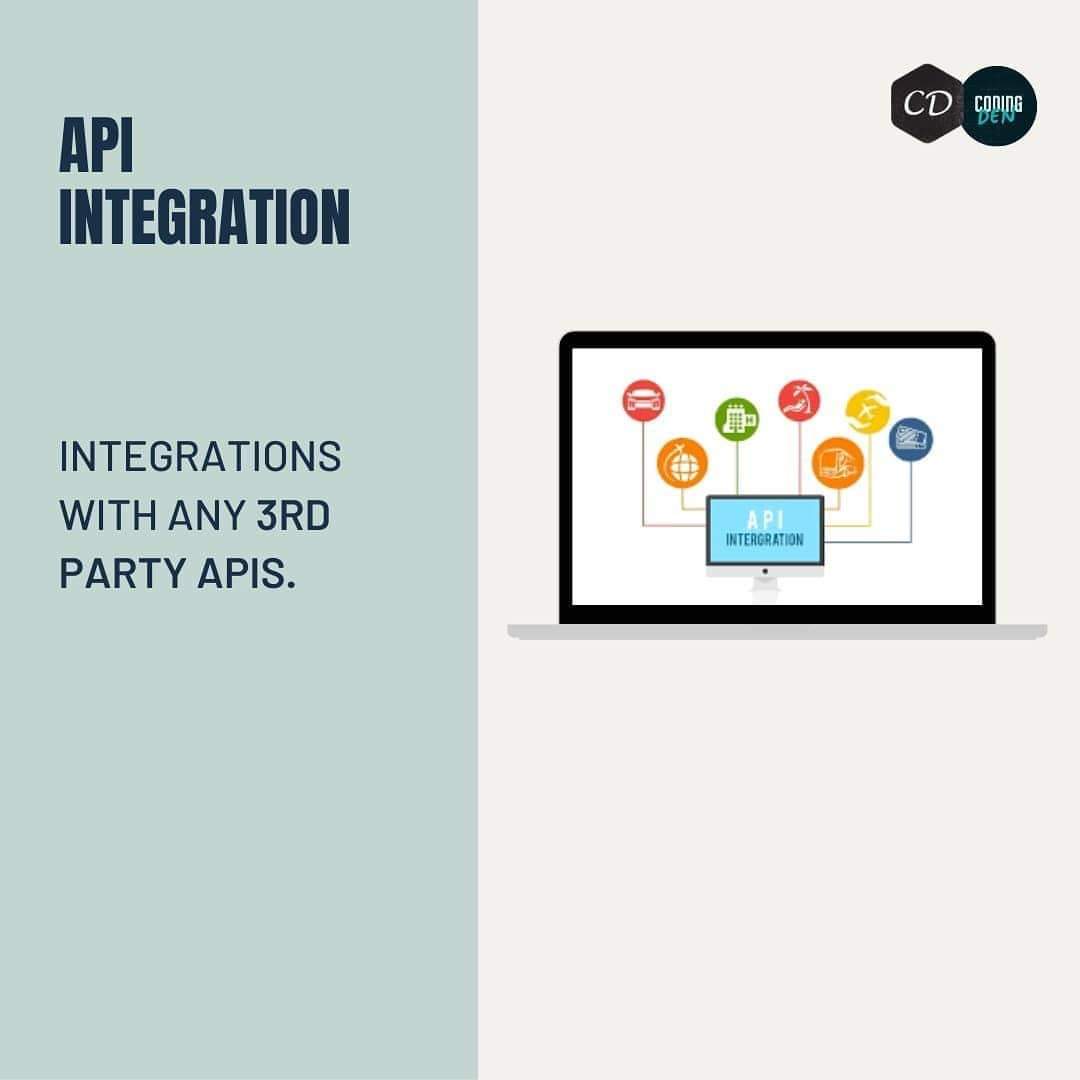 API
INTEGRATION
INTEGRATIONS
WITH ANY 3RD
PARTY APIS.
CD
CODING
DEN
API
INTERGRATION